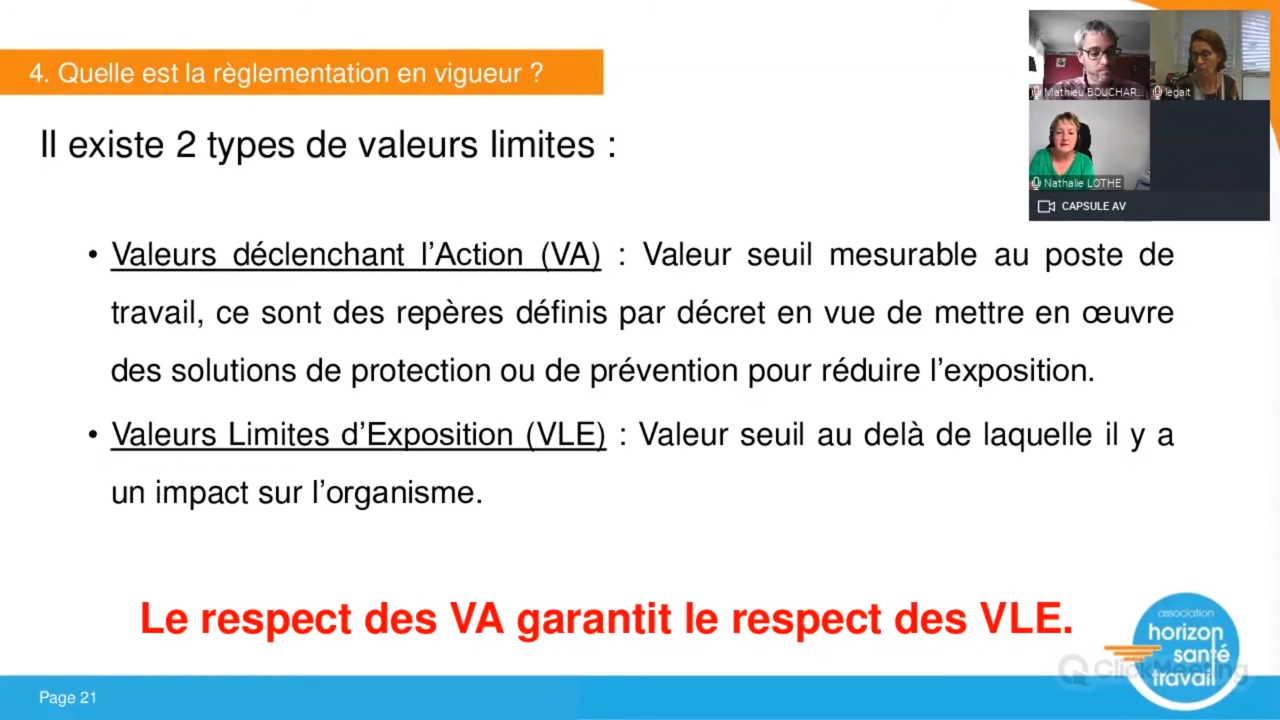 4. Quelle est la règlementation en vigueur ?
Il existe 2 types de valeurs limites :
• Valeurs déclenchant l’Action (VA) : Valeur seuil mesurable au poste de
travail, ce sont des repères définis par décret en vue de mettre en œuvre
des solutions de protection ou de prévention pour réduire l’exposition.
• Valeurs Limites d’Exposition (VLE) : Valeur seuil au delà de laquelle il y a
un impact sur l’organisme.
Le respect des VA garantit le respect des VLE.
Page 21
Mathieu BOUCHAR...
legait
Nathalie LOTHE
CAPSULE AV
association
horizon
santé
travail
ClickMeeting